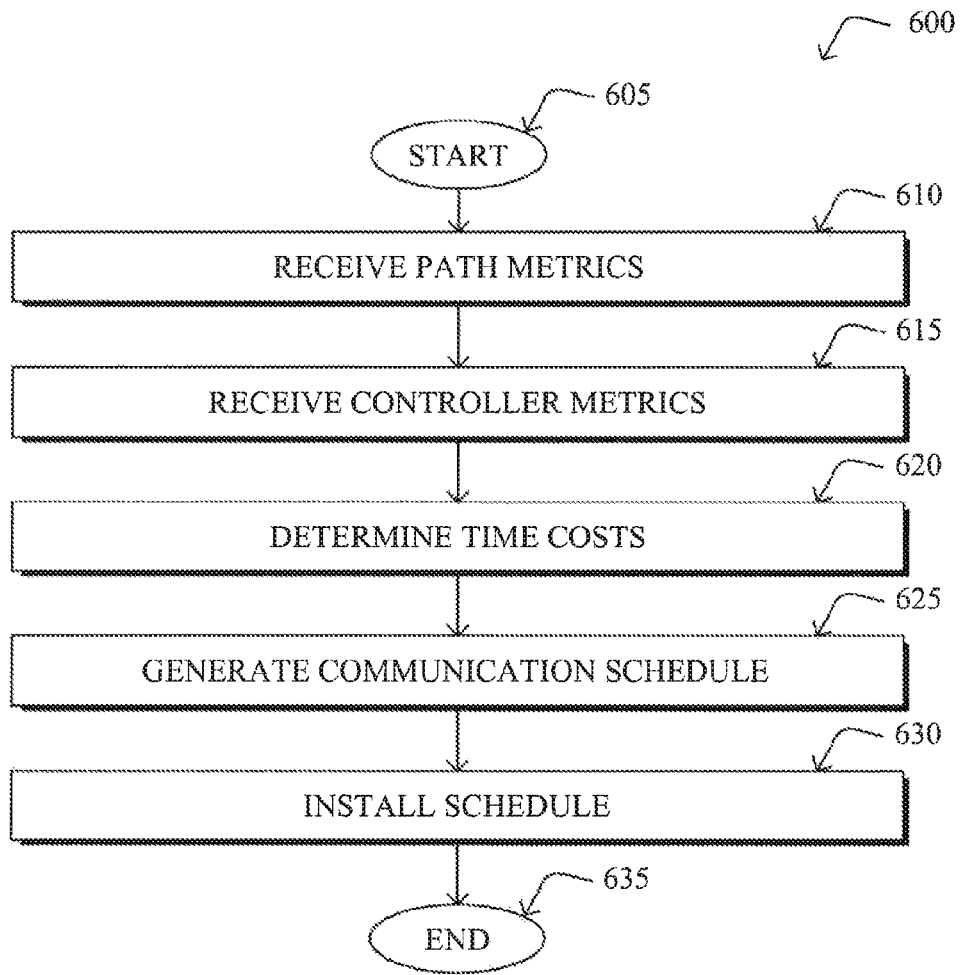 600
605
START
610
RECEIVE PATH METRICS
615
RECEIVE CONTROLLER METRICS
620
DETERMINE TIME COSTS
625
GENERATE COMMUNICATION SCHEDULE
630
INSTALL SCHEDULE
635
END